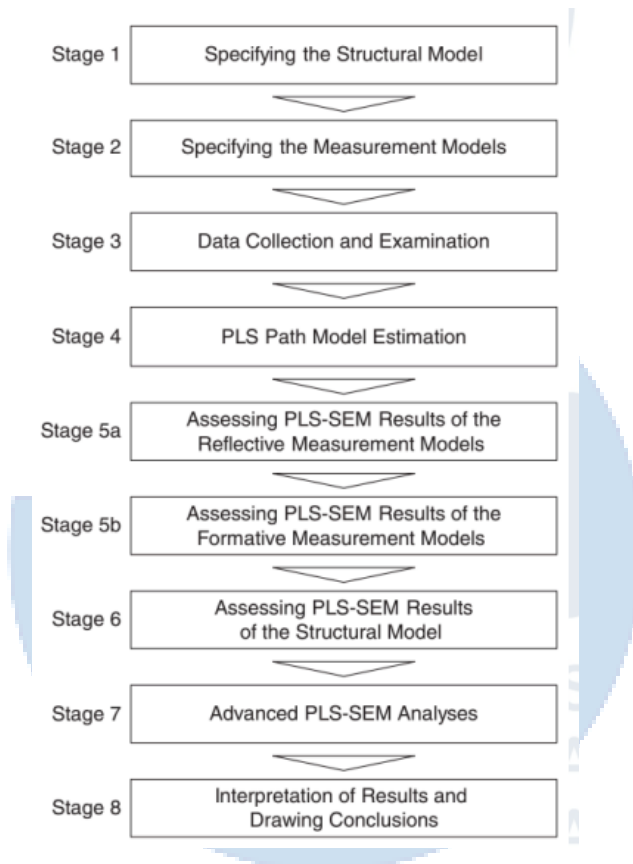 Stage 1 Specifying the Structural Model
Stage 2 Specifying the Measurement Models
Stage 3 Data Collection and Examination
Stage 4 PLS Path Model Estimation
Stage 5a Assessing PLS-SEM Results of the
Reflective Measurement Models
Stage 5b Assessing PLS-SEM Results of the
Formative Measurement Models
Stage 6 Assessing PLS-SEM Results
of the Structural Model
Stage 7 Advanced PLS-SEM Analyses
Stage 8 Interpretation of Results and
Drawing Conclusions